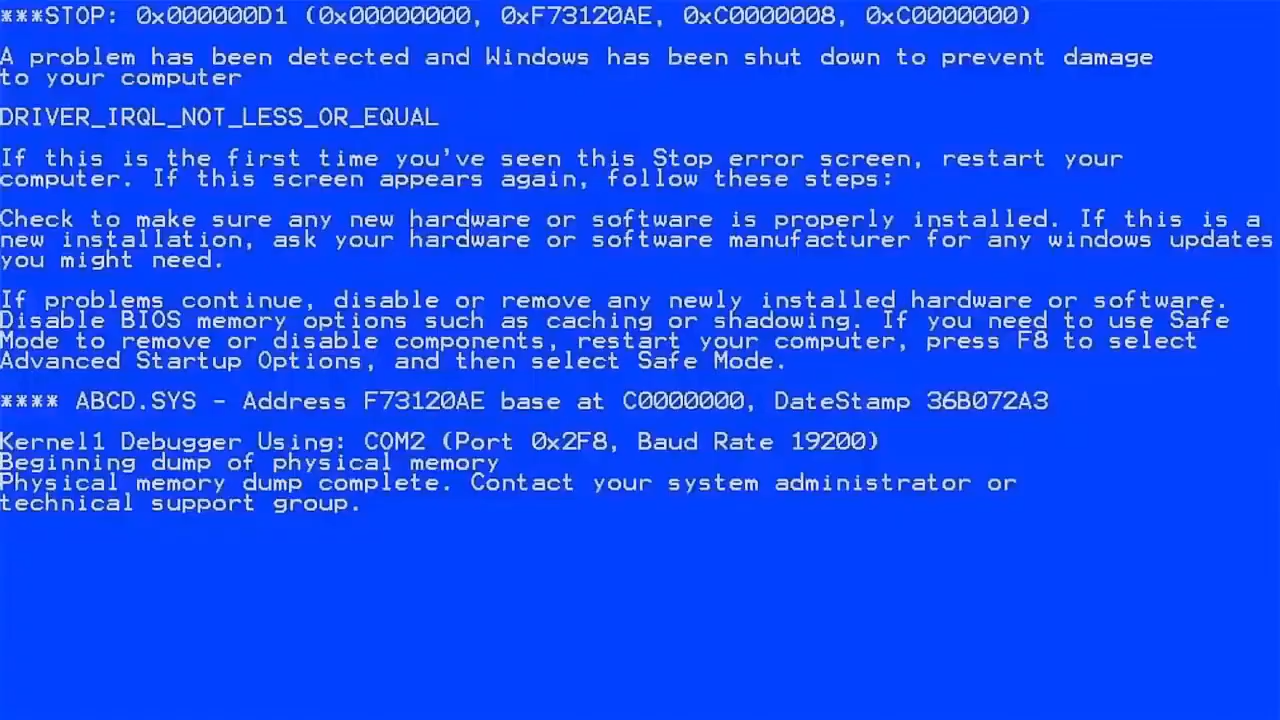 ***STOP: 0x000000D1 (0x00000000, 0xF73120AE, 0xC0000008, 0xC0000000)
A problem has been detected and Windows has been shut down to prevent damage
to your computer
DRIVER_IRQL_NOT_LESS_OR_EQUAL
If this is the first time you've seen this Stop error screen, restart your
computer. If this screen appears again, follow these steps:
Check to make sure any new hardware or software is properly installed. If this is a
new installation, ask your hardware or software manufacturer for any windows updates
you might need.
If problems continue, disable or remove any newly installed hardware or software.
Disable BIOS memory options such as caching or shadowing. If you need to use Safe
Mode to remove or disable components, restart your computer, press F8 to select
Advanced Startup Options, and then select Safe Mode.
**** ABCD.SYS - Address F73120AE base at C0000000, DateStamp 36B072A3
Kernel1 Debugger Using: COM2 (Port 0x2F8, Baud Rate 19200)
Beginning dump of physical memory
Physical memory dump complete. Contact your system administrator or
technical support group.